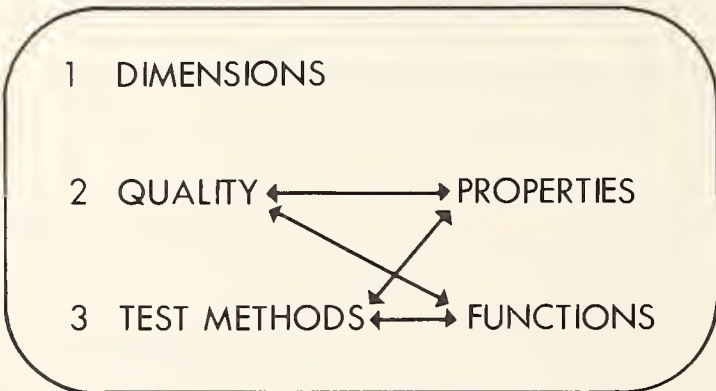 1 DIMENSIONS
2 QUALITY PROPERTIES
3 TEST METHODS FUNCTIONS